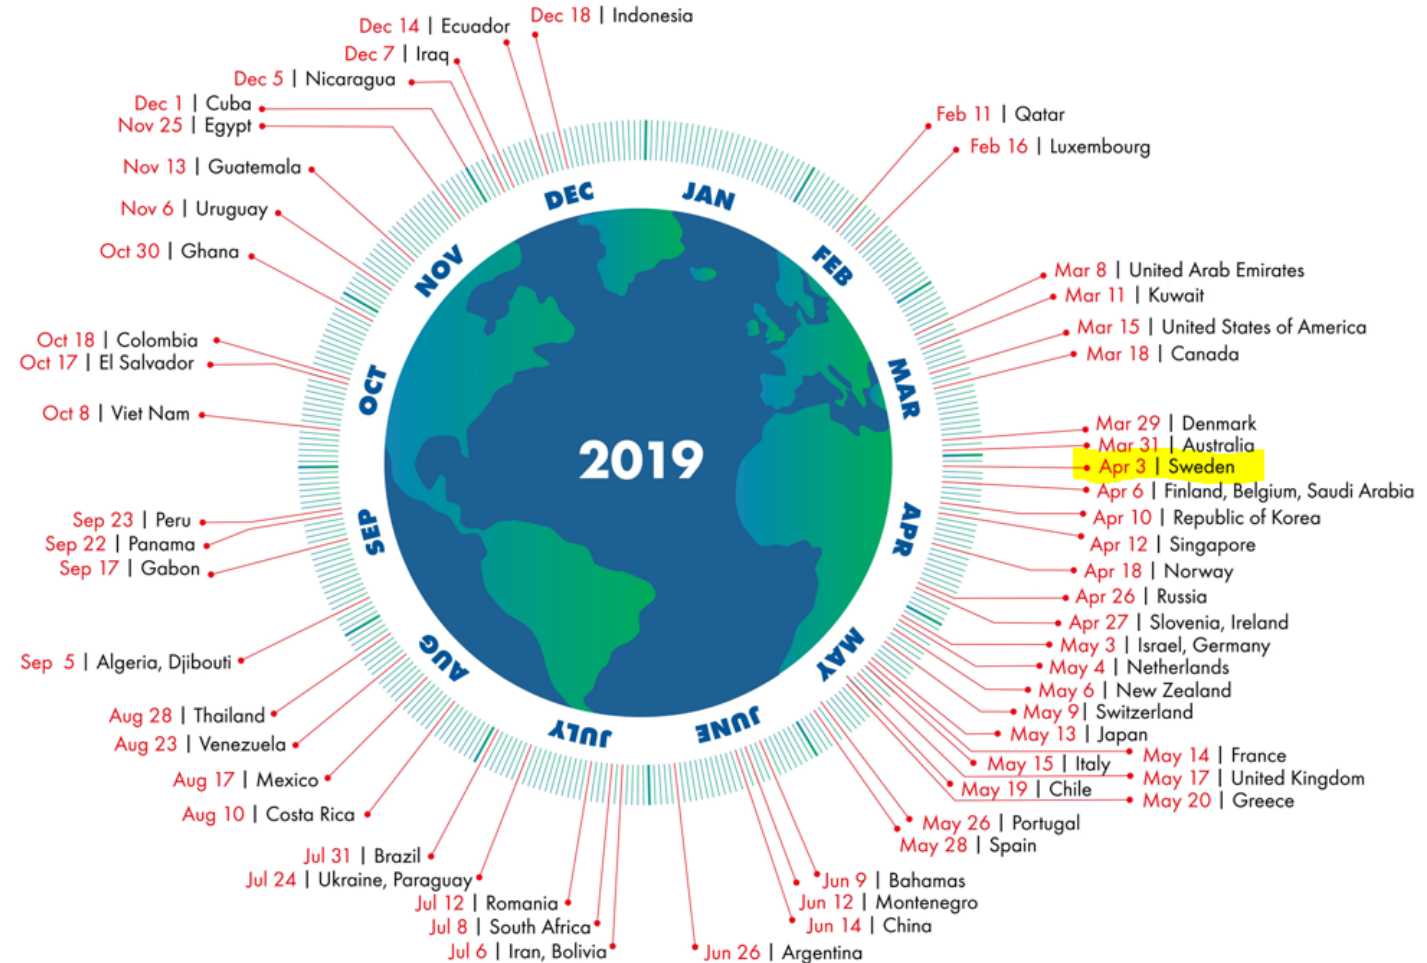 Dec 18 | Indonesia
Dec 14 | Ecuador
Dec 7 | Iraq
Dec 5 | Nicaragua
Dec 1 | Cuba
Nov 25 | Egypt
Nov 13 | Guatemala
Nov 6 | Uruguay
Oct 30 | Ghana
Oct 18 | Colombia
Oct 17 | El Salvador
Oct 8 | Viet Nam
Sep 23 | Peru
Sep 22 | Panama
Sep 17 | Gabon
Sep 5 | Algeria, Djibouti
Aug 28 | Thailand
Aug 23 | Venezuela
Aug 17 | Mexico
Aug 10 | Costa Rica
Jul 31 | Brazil
Jul 24 | Ukraine, Paraguay
Jul 12 | Romania
Jul 8 | South Africa
Jul 6 | Iran, Bolivia
JAN
FEB
MAR
APR
MAY
JUNE
JULY
AUG
SEP
OCT
NOV
DEC
2019
Feb 11 | Qatar
Feb 16 | Luxembourg
Mar 8 | United Arab Emirates
Mar 11 | Kuwait
Mar 15 | United States of America
Mar 18 | Canada
Mar 29 | Denmark
Mar 31 | Australia
Apr 3 | Sweden
Apr 6 | Finland, Belgium, Saudi Arabia
Apr 10 | Republic of Korea
Apr 12 | Singapore
Apr 18 | Norway
Apr 26 | Russia
Apr 27 | Slovenia, Ireland
May 3 | Israel, Germany
May 4 | Netherlands
May 6 | New Zealand
May 9| Switzerland
May 13 | Japan
May 14 | France
May 15 | Italy
May 17 | United Kingdom
May 19 | Chile
May 20 | Greece
May 26 | Portugal
May 28 | Spain
Jun 9 | Bahamas
Jun 12 | Montenegro
Jun 14 | China
Jun 26 | Argentina